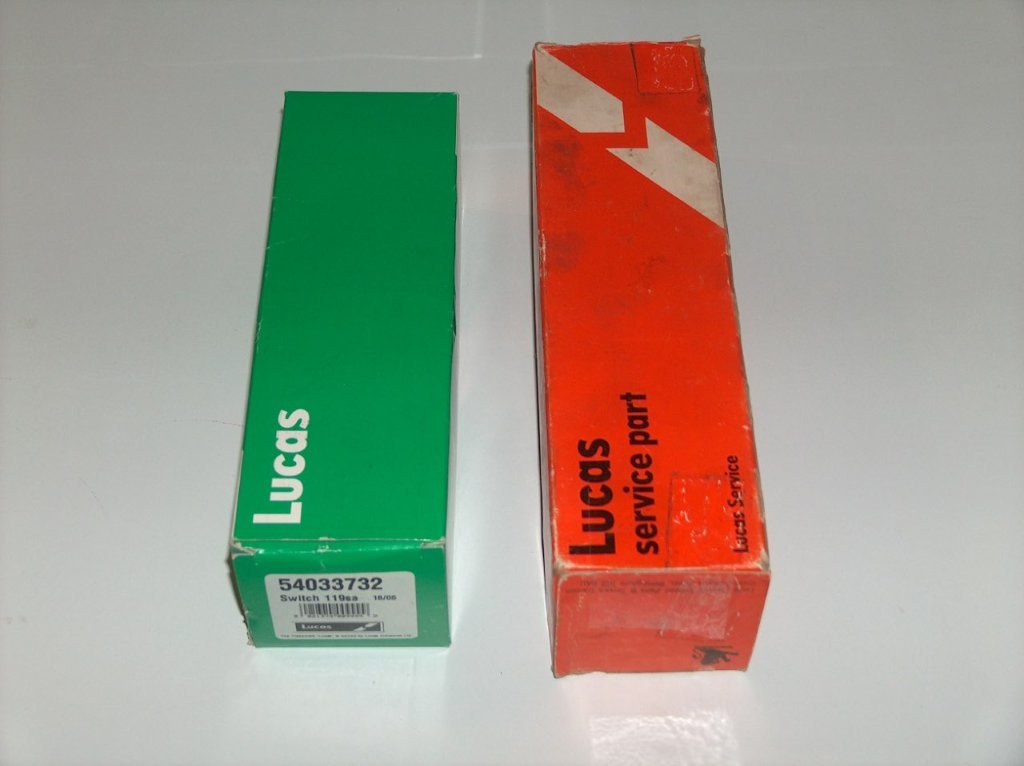 Lucas
54033732
Switch 119sa 18/05
Lucas
Lucas
service part
Lucas Service